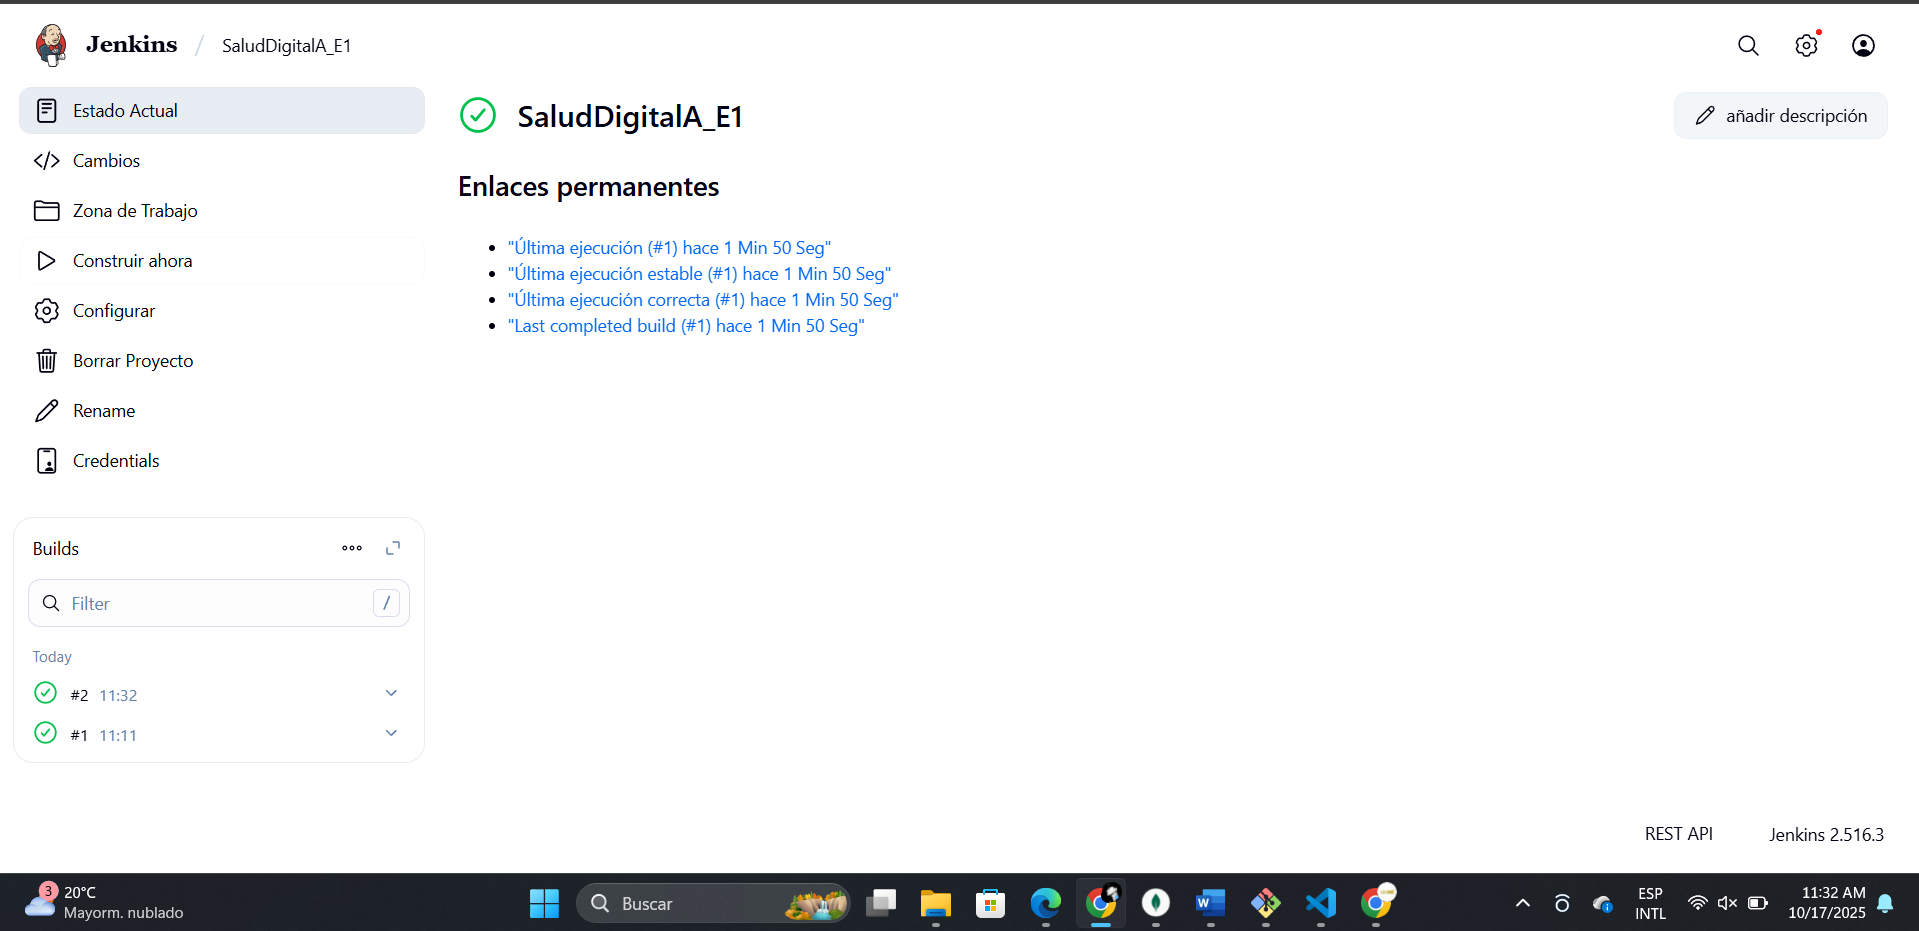 Jenkins / SaludDigitalA_E1
Estado Actual
Cambios
Zona de Trabajo
Construir ahora
Configurar
Borrar Proyecto
Rename
Credentials
Builds
Filter /
Today
#2 11:32
#1 11:11
SaludDigitalA_E1
añadir descripción
Enlaces permanentes
"Última ejecución (#1) hace 1 Min 50 Seg"
"Última ejecución estable (#1) hace 1 Min 50 Seg"
"Última ejecución correcta (#1) hace 1 Min 50 Seg"
"Last completed build (#1) hace 1 Min 50 Seg"
REST API
Jenkins 2.516.3
3
20°C
Mayorm. nublado
Buscar
W
ESP
INTL
11:32 AM
10/17/2025